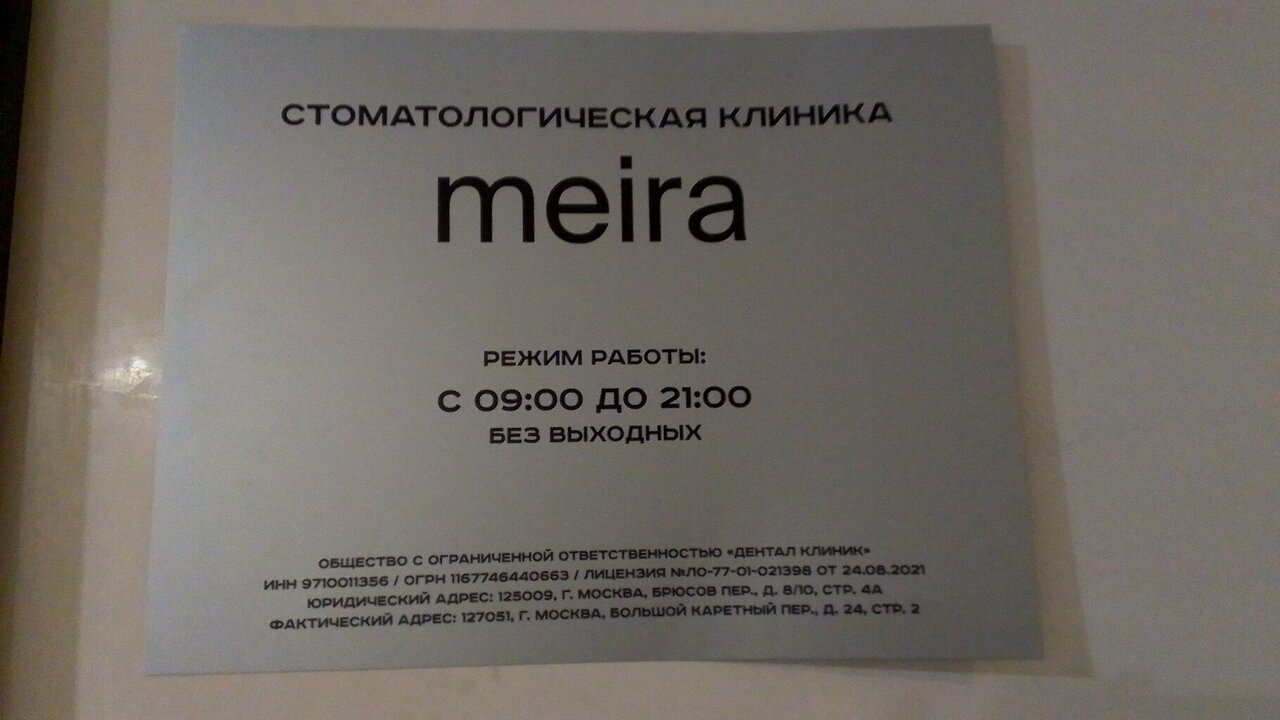 СТОМАТОЛОГИЧЕСКАЯ КЛИНИКА
meira
РЕЖИМ РАБОТЫ:
С 09:00 ДО 21:00
БЕЗ ВЫХОДНЫХ
ОБЩЕСТВО С ОГРАНИЧЕННОЙ ОТВЕТСТВЕННОСТЬЮ «ДЕНТАЛ КЛИНИК»
ИНН 9710011356 / ОГРН 1167746440663 / ЛИЦЕНЗИЯ №ЛО-77-01-021398 ОТ 24.08.2021
ЮРИДИЧЕСКИЙ АДРЕС: 125009, Г. МОСКВА, БРЮСОВ ПЕР., Д. 8/10, СТР. 4А
ФАКТИЧЕСКИЙ АДРЕС: 127051, Г. МОСКВА, БОЛЬШОЙ КАРЕТНЫЙ ПЕР., Д. 24, СТР. 2